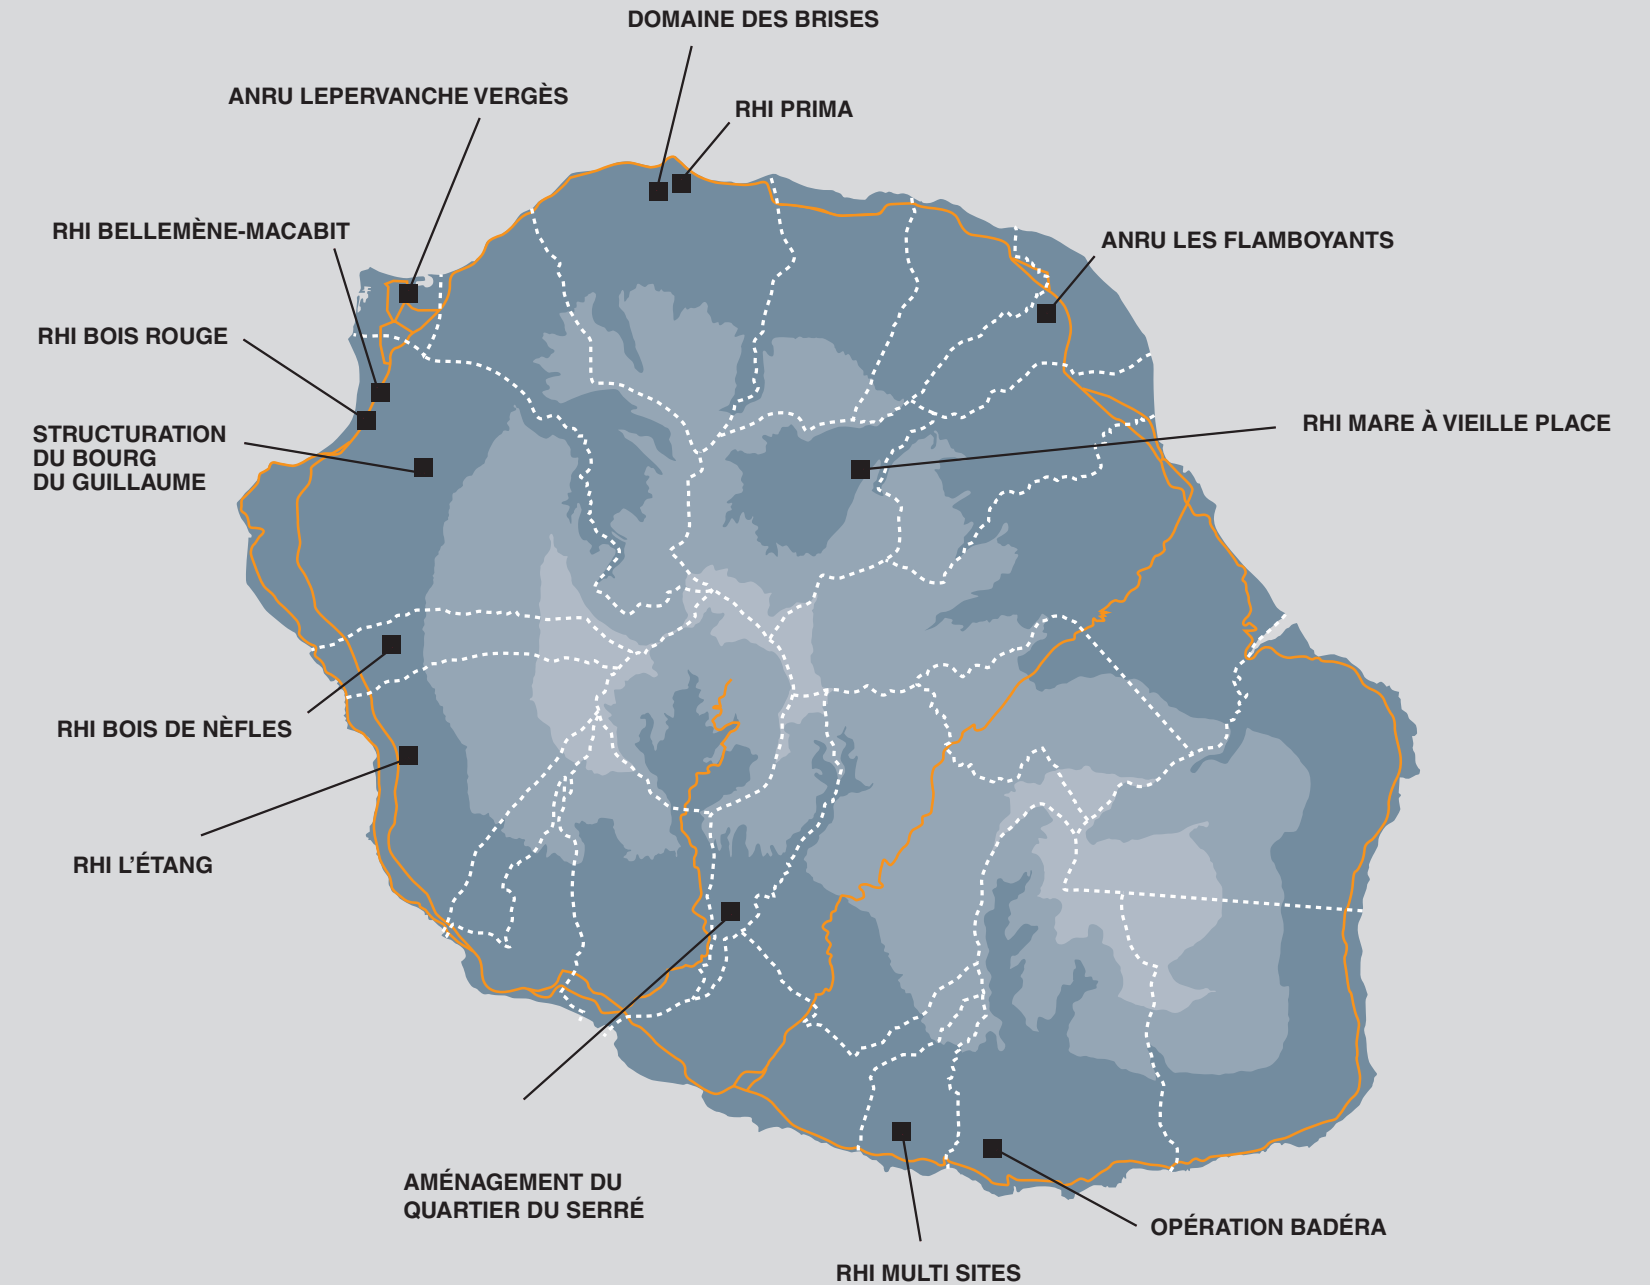 DOMAINE DES BRISES
ANRU LEPERVANCHE VERGÈS
RHI PRIMA
RHI BELLEMÈNE-MACABIT
ANRU LES FLAMBOYANTS
RHI BOIS ROUGE
STRUCTURATION
DU BOURG
DU GUILLAUME
RHI MARE À VIEILLE PLACE
RHI BOIS DE NÈFLES
RHI L'ÉTANG
AMÉNAGEMENT DU
QUARTIER DU SERRÉ
OPÉRATION BADÉRA
RHI MULTI SITES